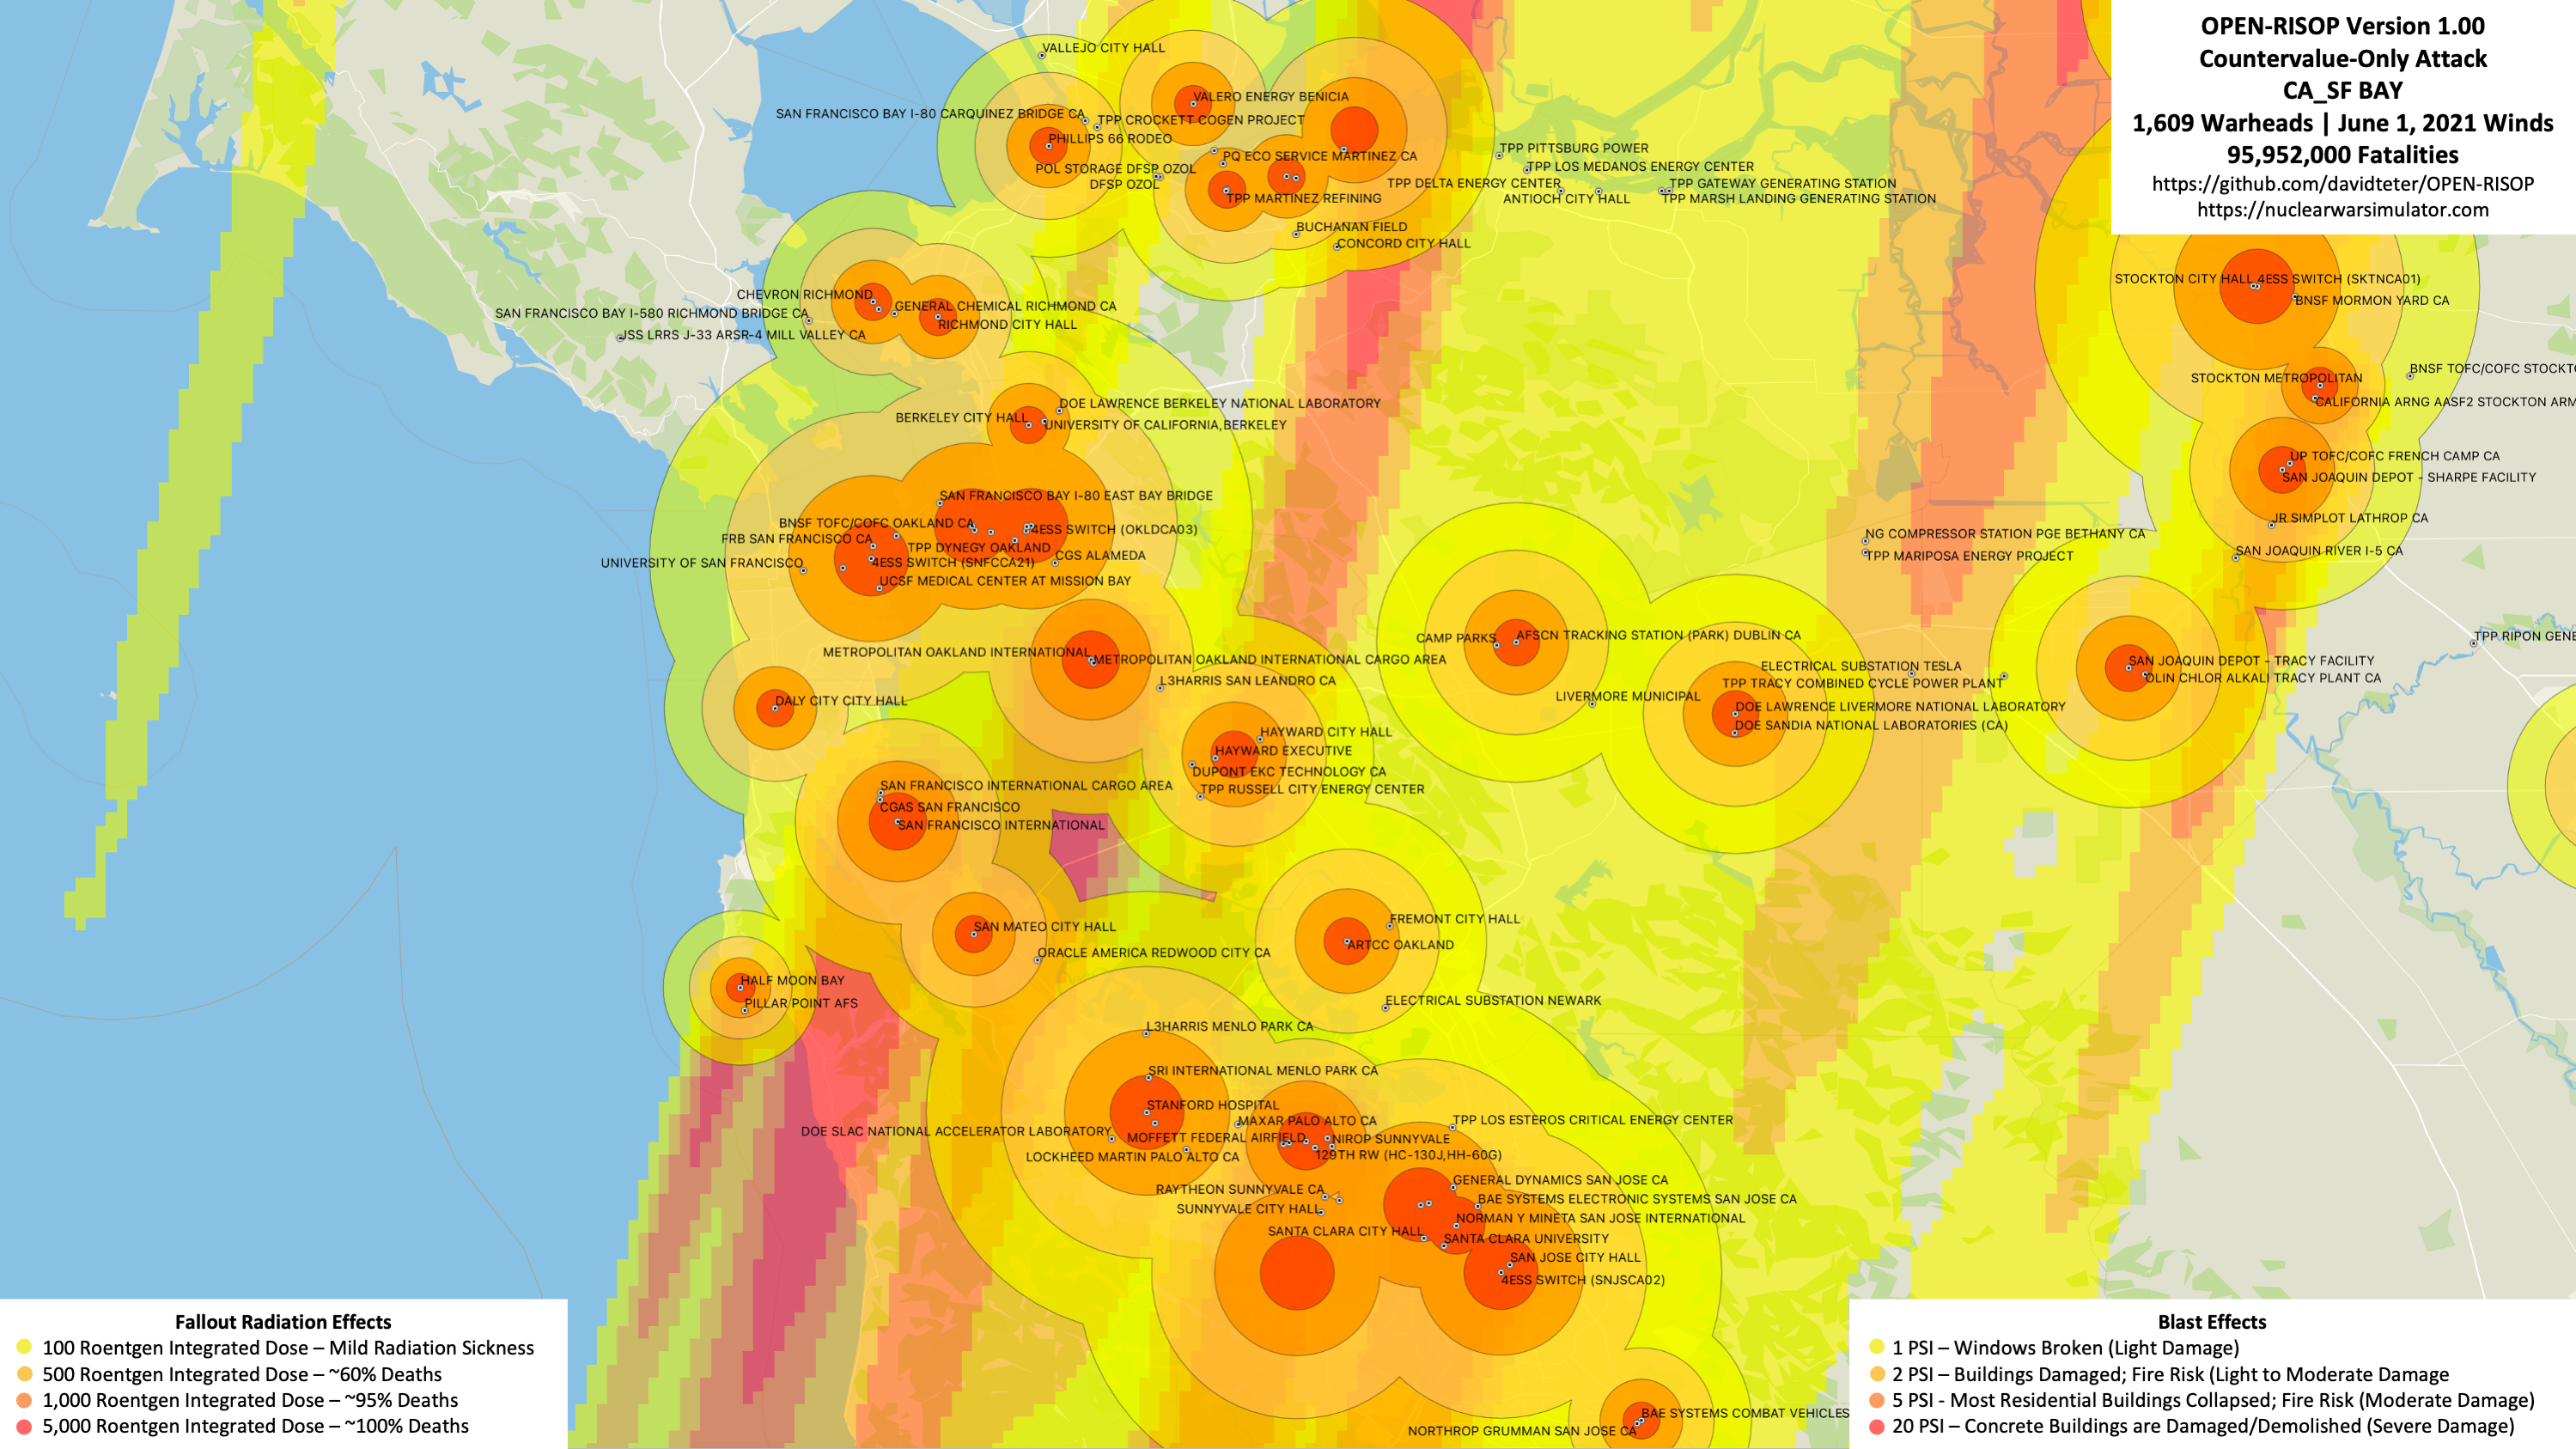 OPEN-RISOP Version 1.00
Countervalue-Only Attack
CA_SF BAY
1,609 Warheads | June 1, 2021 Winds
95,952,000 Fatalities
https://github.com/davidteter/OPEN-RISOP
https://nuclearwarsimulator.com
VALLEJO CITY HALL
VALERO ENERGY BENICIA
SAN FRANCISCO BAY I-80 CARQUINEZ BRIDGE CA
TPP CROCKETT COGEN PROJECT
PHILLIPS 66 RODEO
PQ ECO SERVICE MARTINEZ CA
POL STORAGE DFSP OZOL
DFSP OZOL
TPP MARTINEZ REFINING
TPP PITTSBURG POWER
TPP LOS MEDANOS ENERGY CENTER
TPP DELTA ENERGY CENTER
TPP GATEWAY GENERATING STATION
ANTIOCH CITY HALL
TPP MARSH LANDING GENERATING STATION
BUCHANAN FIELD
CONCORD CITY HALL
STOCKTON CITY HALL
4ESS SWITCH (SKTNCA01)
BNSF MORMON YARD CA
CHEVRON RICHMOND
GENERAL CHEMICAL RICHMOND CA
SAN FRANCISCO BAY I-580 RICHMOND BRIDGE CA
RICHMOND CITY HALL
JSS LRRS J-33 ARSR-4 MILL VALLEY CA
BNSF TOFC/COFC STOCKT
STOCKTON METROPOLITAN
CALIFORNIA ARNG AASF2 STOCKTON ARM
DOE LAWRENCE BERKELEY NATIONAL LABORATORY
BERKELEY CITY HALL
UNIVERSITY OF CALIFORNIA,BERKELEY
UP TOFC/COFC FRENCH CAMP CA
SAN JOAQUIN DEPOT - SHARPE FACILITY
SAN FRANCISCO BAY I-80 EAST BAY BRIDGE
BNSF TOFC/COFC OAKLAND CA
4ESS SWITCH (OKLDCA03)
FRB SAN FRANCISCO CA
TPP DYNEGY OAKLAND
CGS ALAMEDA
UNIVERSITY OF SAN FRANCISCO
4ESS SWITCH (SNFCCA21)
UCSF MEDICAL CENTER AT MISSION BAY
JR SIMPLOT LATHROP CA
NG COMPRESSOR STATION PGE BETHANY CA
TPP MARIPOSA ENERGY PROJECT
SAN JOAQUIN RIVER I-5 CA
TPP RIPON GENE
CAMP PARKS
AFSCN TRACKING STATION (PARK) DUBLIN CA
METROPOLITAN OAKLAND INTERNATIONAL
METROPOLITAN OAKLAND INTERNATIONAL CARGO AREA
L3HARRIS SAN LEANDRO CA
ELECTRICAL SUBSTATION TESLA
TPP TRACY COMBINED CYCLE POWER PLANT
SAN JOAQUIN DEPOT - TRACY FACILITY
OLIN CHLOR ALKALI TRACY PLANT CA
LIVERMORE MUNICIPAL
DOE LAWRENCE LIVERMORE NATIONAL LABORATORY
DOE SANDIA NATIONAL LABORATORIES (CA)
DALY CITY CITY HALL
HAYWARD CITY HALL
HAYWARD EXECUTIVE
DUPONT EKC TECHNOLOGY CA
TPP RUSSELL CITY ENERGY CENTER
SAN FRANCISCO INTERNATIONAL CARGO AREA
CGAS SAN FRANCISCO
SAN FRANCISCO INTERNATIONAL
SAN MATEO CITY HALL
FREMONT CITY HALL
ARTCC OAKLAND
ORACLE AMERICA REDWOOD CITY CA
HALF MOON BAY
PILLAR POINT AFS
ELECTRICAL SUBSTATION NEWARK
L3HARRIS MENLO PARK CA
SRI INTERNATIONAL MENLO PARK CA
STANFORD HOSPITAL
MAXAR PALO ALTO CA
TPP LOS ESTEROS CRITICAL ENERGY CENTER
DOE SLAC NATIONAL ACCELERATOR LABORATORY
MOFFETT FEDERAL AIRFIELD
NIROP SUNNYVALE
LOCKHEED MARTIN PALO ALTO CA
129TH RW (HC-130J,HH-60G)
GENERAL DYNAMICS SAN JOSE CA
RAYTHEON SUNNYVALE CA
BAE SYSTEMS ELECTRONIC SYSTEMS SAN JOSE CA
SUNNYVALE CITY HALL
NORMAN Y MINETA SAN JOSE INTERNATIONAL
SANTA CLARA CITY HALL
SANTA CLARA UNIVERSITY
SAN JOSE CITY HALL
4ESS SWITCH (SNJSCA02)
BAE SYSTEMS COMBAT VEHICLES
NORTHROP GRUMMAN SAN JOSE CA
Fallout Radiation Effects
100 Roentgen Integrated Dose – Mild Radiation Sickness
500 Roentgen Integrated Dose – ~60% Deaths
1,000 Roentgen Integrated Dose – ~95% Deaths
5,000 Roentgen Integrated Dose – ~100% Deaths
Blast Effects
1 PSI – Windows Broken (Light Damage)
2 PSI – Buildings Damaged; Fire Risk (Light to Moderate Damage
5 PSI - Most Residential Buildings Collapsed; Fire Risk (Moderate Damage)
20 PSI – Concrete Buildings are Damaged/Demolished (Severe Damage)